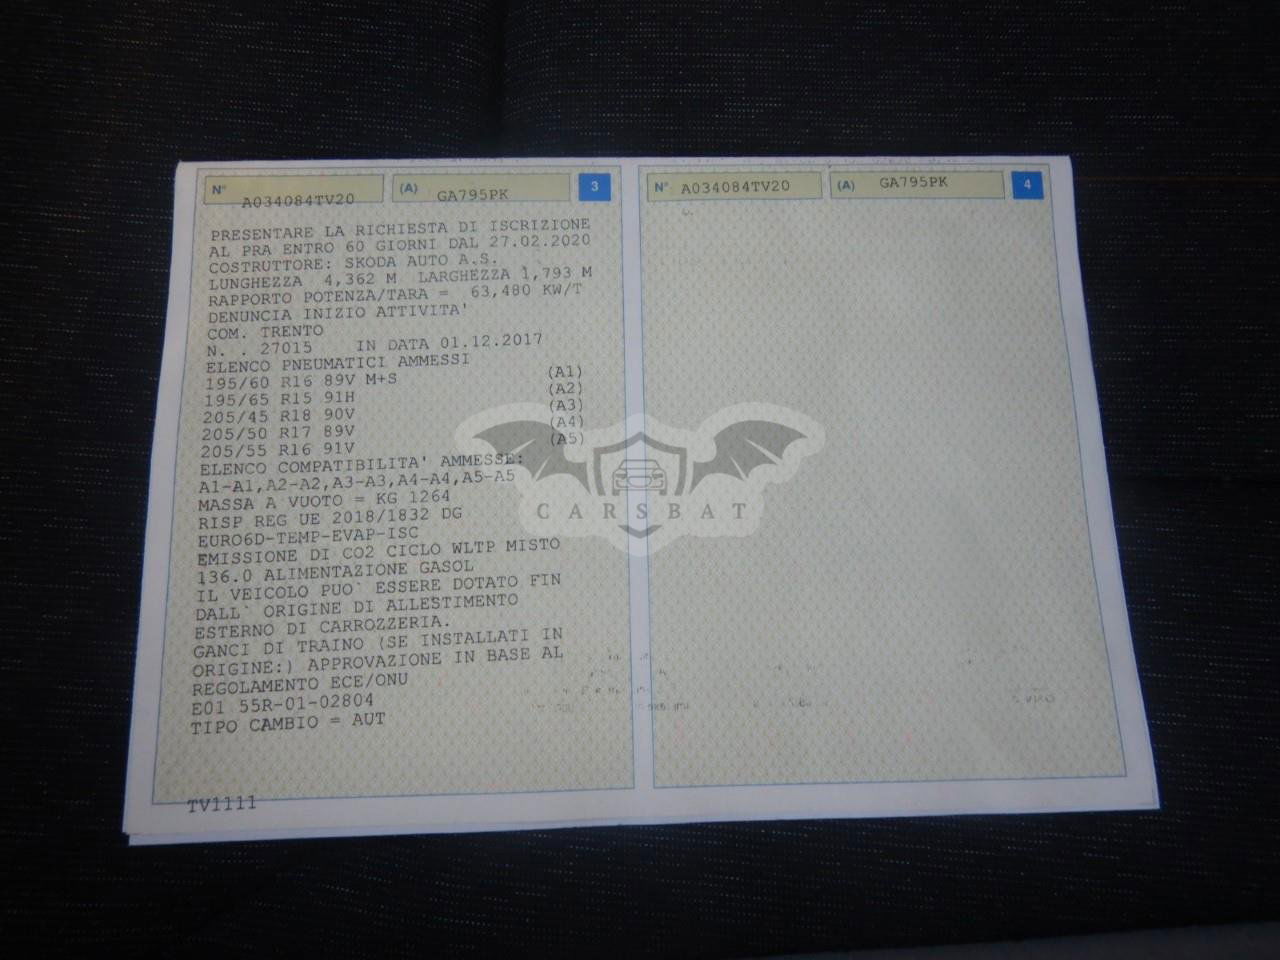 N° A034084TV20 (A) GA795PK 3
PRESENTARE LA RICHIESTA DI ISCRIZIONE
AL PRA ENTRO 60 GIORNI DAL 27.02.2020
COSTRUTTORE: SKODA AUTO A.S.
LUNGHEZZA 4,362 M LARGHEZZA 1,793 M
RAPPORTO POTENZA/TARA = 63,480 KW/T
DENUNCIA INIZIO ATTIVITA'
COM. TRENTO
N. . 27015 IN DATA 01.12.2017
ELENCO PNEUMATICI AMMESSI
195/60 R16 89V M+S (A1)
195/65 R15 91H (A2)
205/45 R18 90V (A3)
205/50 R17 89V (A4)
205/55 R16 91V (A5)
ELENCO COMPATIBILITA' AMMESSE:
A1-A1,A2-A2,A3-A3,A4-A4,A5-A5
MASSA A VUOTO = KG 1264
RISP REG UE 2018/1832 DG
EURO6D-TEMP-EVAP-ISC
EMISSIONE DI CO2 CICLO WLTP MISTO
136.0 ALIMENTAZIONE GASOL
IL VEICOLO PUO` ESSERE DOTATO FIN
DALL` ORIGINE DI ALLESTIMENTO
ESTERNO DI CARROZZERIA.
GANCI DI TRAINO (SE INSTALLATI IN
ORIGINE:) APPROVAZIONE IN BASE AL
REGOLAMENTO ECE/ONU
E01 55R-01-02804
TIPO CAMBIO = AUT
TV1111
N° A034084TV20 (A) GA795PK 4
CARSBAT